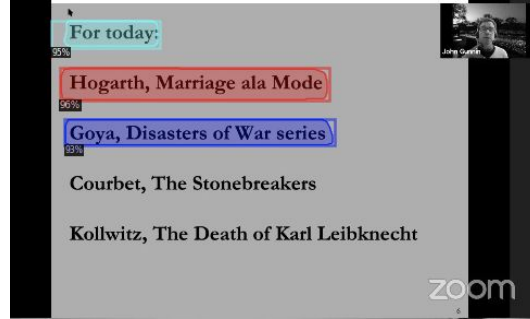 For today:
95%
Hogarth, Marriage ala Mode
96%
Goya, Disasters of War series
93%
Courbet, The Stonebreakers
Kollwitz, The Death of Karl Leibknecht
John Gunnin
zoom
6